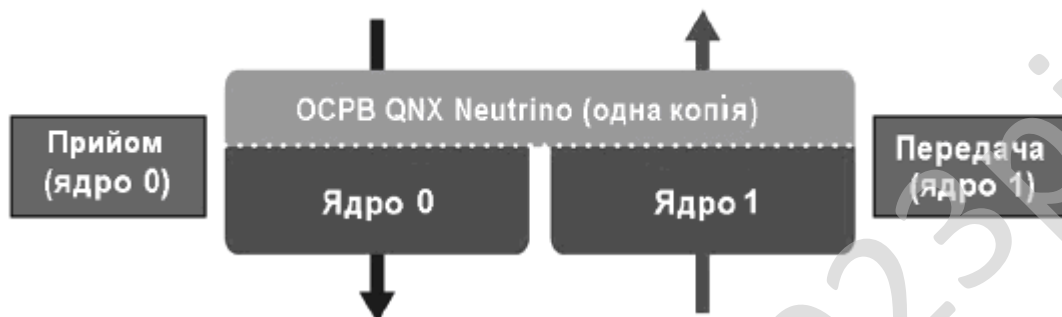 ОСРВ QNX Neutrino (одна копія)
Прийом
(ядро 0)
Ядро 0
Ядро 1
Передача
(ядро 1)